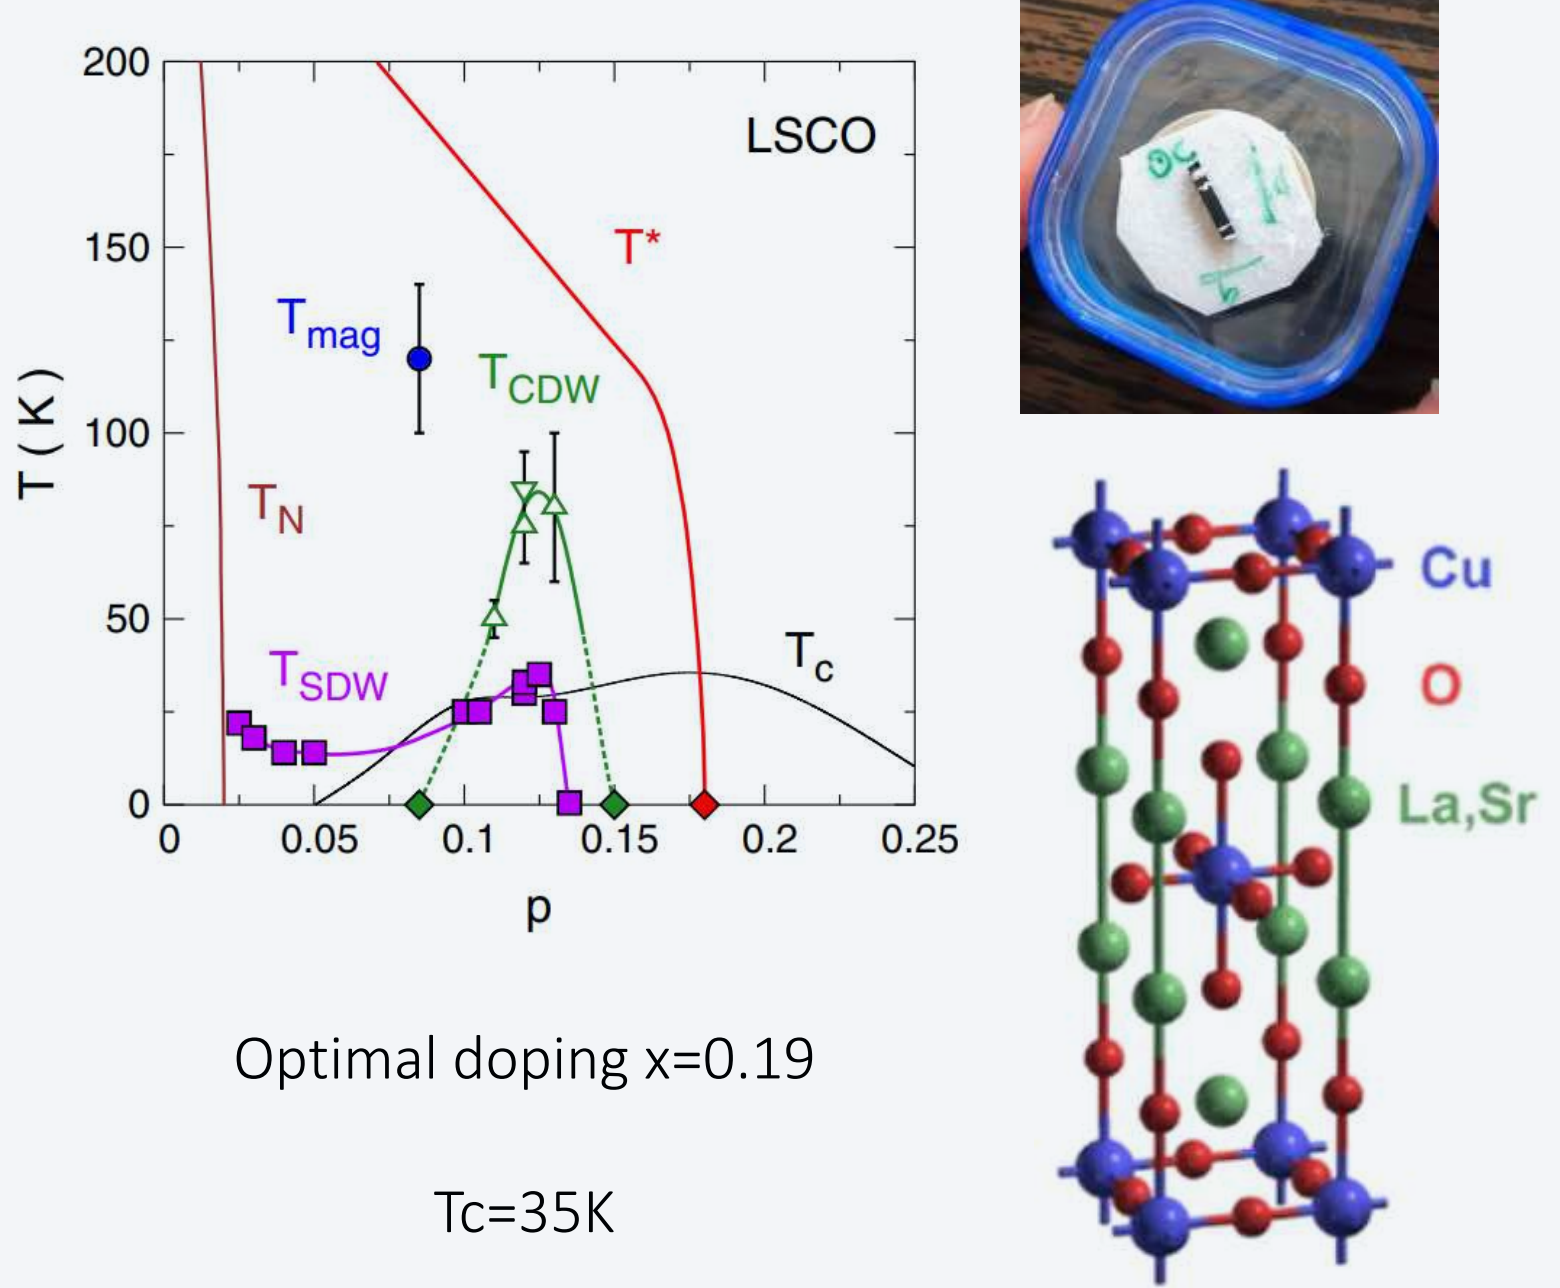 200
150
100
50
0
T ( K )
0
0.05
0.1
0.15
0.2
0.25
p
LSCO
T*
Tmag
TCDW
TN
TSDW
Tc
Optimal doping x=0.19
Tc=35K
Cu
O
La,Sr